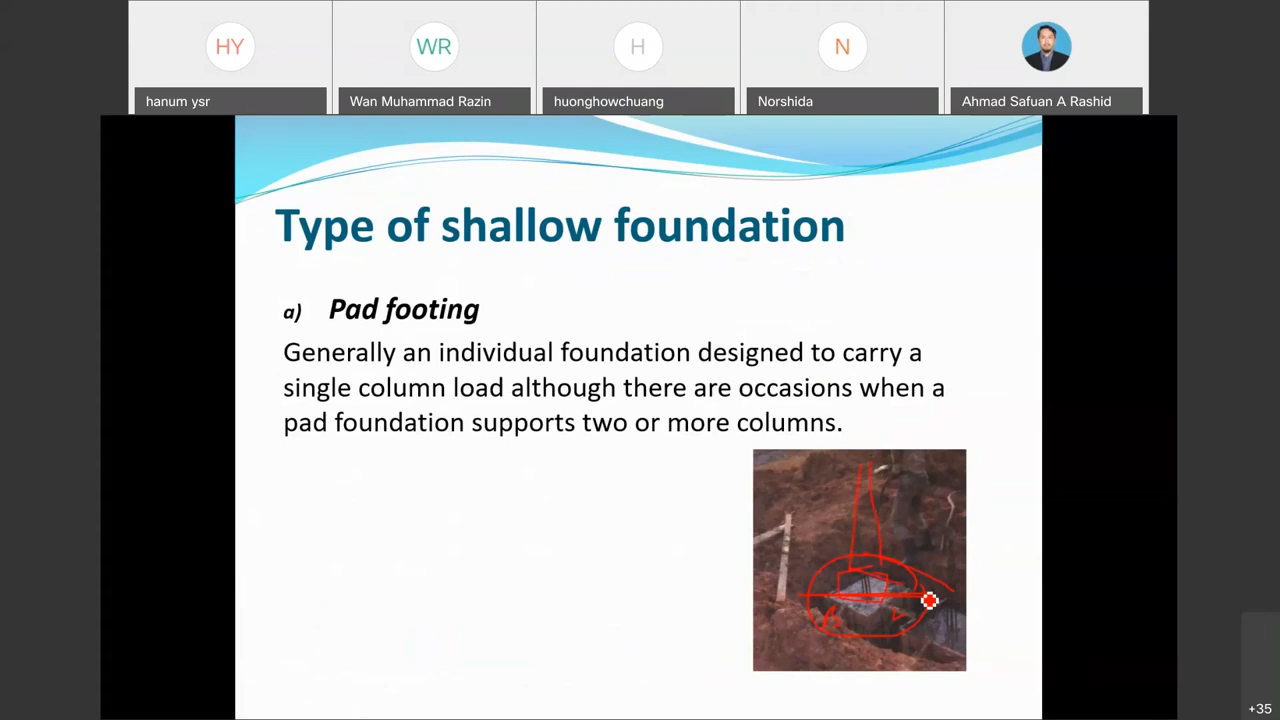 HY
WR
H
N
hanum ysr
Wan Muhammad Razin
huonghowchuang
Norshida
Ahmad Safuan A Rashid
Type of shallow foundation
a) Pad footing
Generally an individual foundation designed to carry a
single column load although there are occasions when a
pad foundation supports two or more columns.
B L
+35